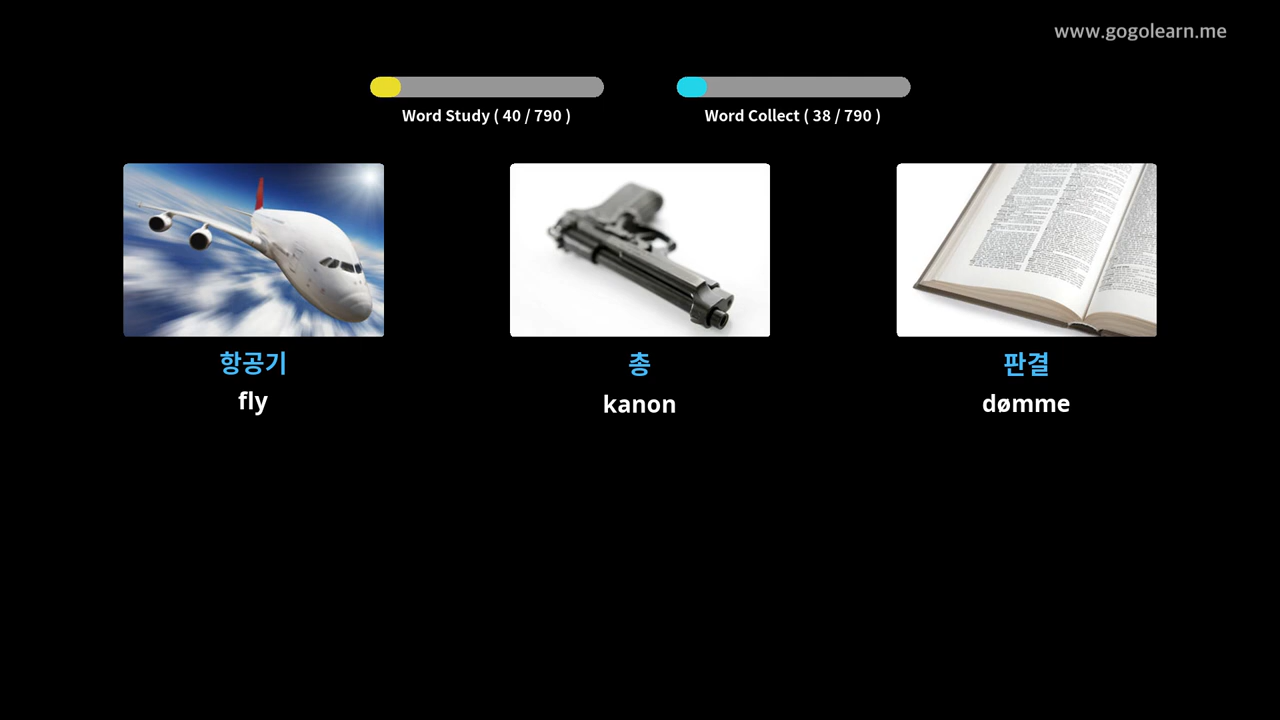 www.gogolearn.me
Word Study ( 40 / 790 )
Word Collect ( 38 / 790 )
항공기
fly
총
kanon
판결
dømme